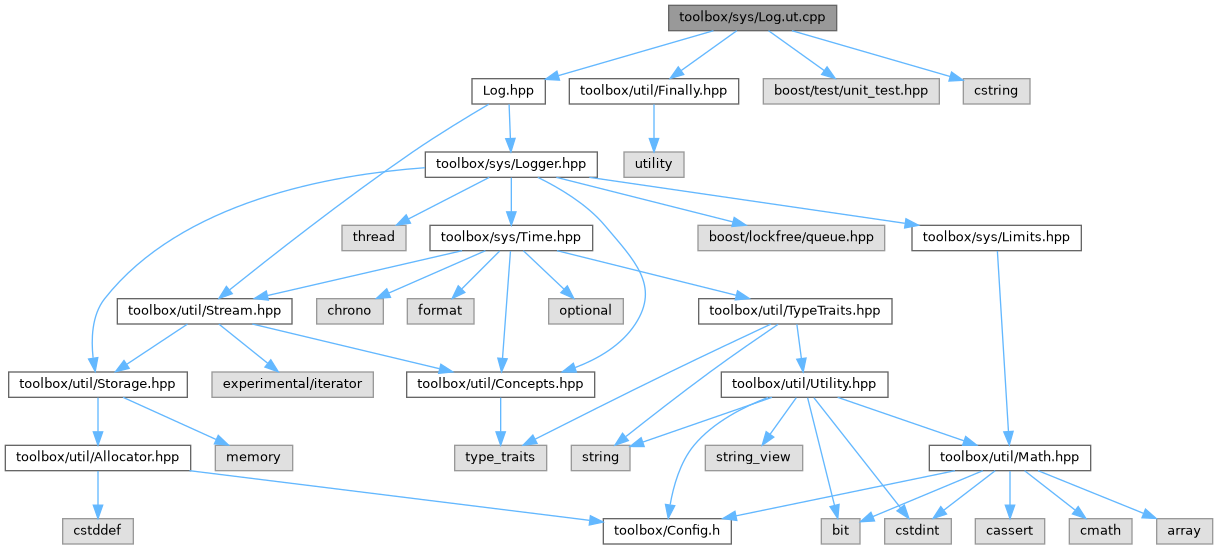 toolbox/sys/Log.ut.cpp
Log.hpp
toolbox/util/Finally.hpp
boost/test/unit_test.hpp
cstring
toolbox/sys/Logger.hpp
utility
thread
toolbox/sys/Time.hpp
boost/lockfree/queue.hpp
toolbox/sys/Limits.hpp
toolbox/util/Stream.hpp
chrono
format
optional
toolbox/util/TypeTraits.hpp
toolbox/util/Storage.hpp
experimental/iterator
toolbox/util/Concepts.hpp
toolbox/util/Utility.hpp
toolbox/util/Allocator.hpp
memory
type_traits
string
string_view
toolbox/util/Math.hpp
cstddef
toolbox/Config.h
bit
cstdint
cassert
cmath
array